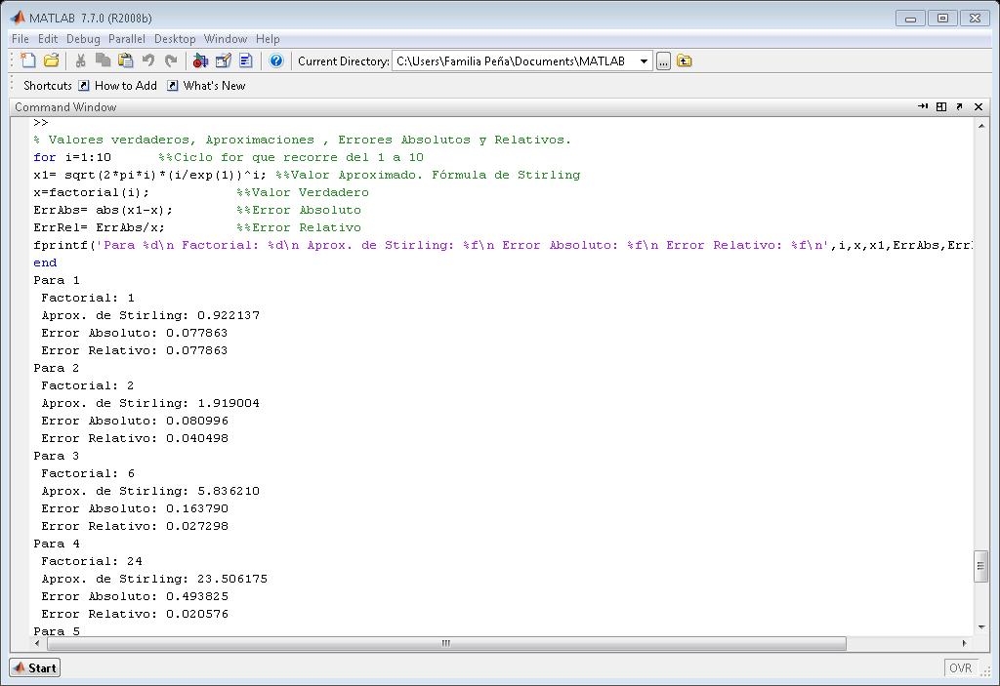 MATLAB 7.7.0 (R2008b)
File Edit Debug Parallel Desktop Window Help
Current Directory: C:\Users\Familia Peña\Documents\MATLAB ...
Shortcuts How to Add What's New
Command Window
>>
% Valores verdaderos, Aproximaciones , Errores Absolutos y Relativos.
for i=1:10 %%Ciclo for que recorre del 1 a 10
x1= sqrt(2*pi*i)*(i/exp(1))^i; %%Valor Aproximado. Fórmula de Stirling
x=factorial(i); %%Valor Verdadero
ErrAbs= abs(x1-x); %%Error Absoluto
ErrRel= ErrAbs/x; %%Error Relativo
fprintf('Para %d\n Factorial: %d\n Aprox. de Stirling: %f\n Error Absoluto: %f\n Error Relativo: %f\n',i,x,x1,ErrAbs,Err
end
Para 1
Factorial: 1
Aprox. de Stirling: 0.922137
Error Absoluto: 0.077863
Error Relativo: 0.077863
Para 2
Factorial: 2
Aprox. de Stirling: 1.919004
Error Absoluto: 0.080996
Error Relativo: 0.040498
Para 3
Factorial: 6
Aprox. de Stirling: 5.836210
Error Absoluto: 0.163790
Error Relativo: 0.027298
Para 4
Factorial: 24
Aprox. de Stirling: 23.506175
Error Absoluto: 0.493825
Error Relativo: 0.020576
Para 5
Start OVR